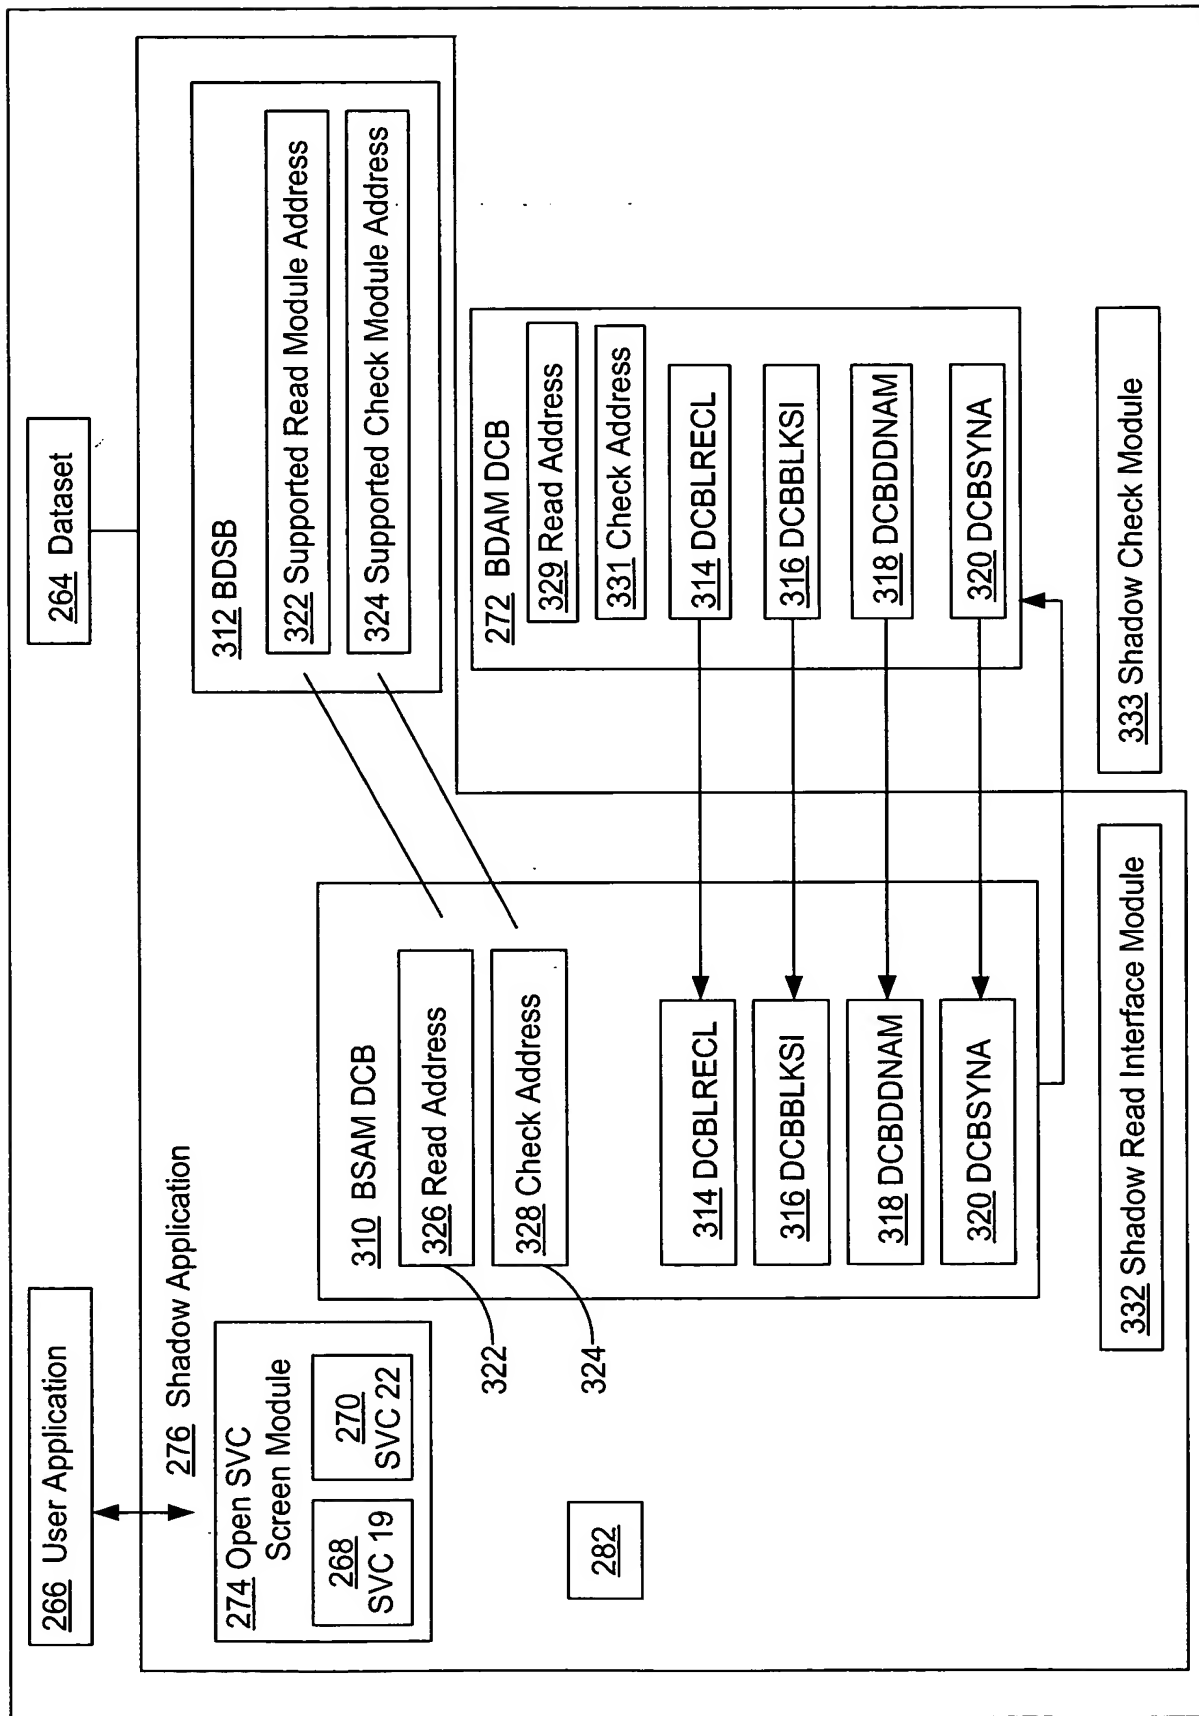 266 User Application
264 Dataset
276 Shadow Application
274 Open SVC
Screen Module
268
SVC 19
270
SVC 22
282
322
324
310 BSAM DCB
326 Read Address
328 Check Address
314 DCBLRECL
316 DCBBLKSI
318 DCBDDNAM
320 DCBSYNA
312 BDSB
322 Supported Read Module Address
324 Supported Check Module Address
272 BDAM DCB
329 Read Address
331 Check Address
314 DCBLRECL
316 DCBBLKSI
318 DCBDDNAM
320 DCBSYNA
332 Shadow Read Interface Module
333 Shadow Check Module